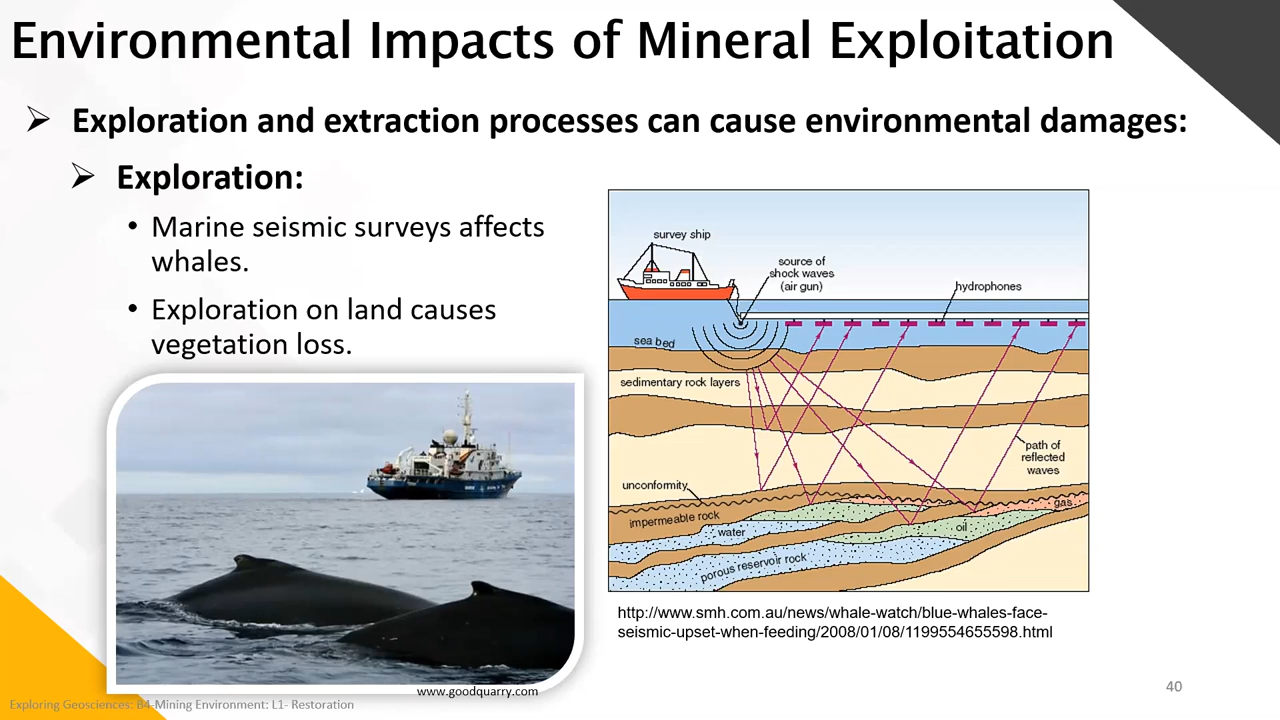 Environmental Impacts of Mineral Exploitation
Exploration and extraction processes can cause environmental damages:
Exploration:
Marine seismic surveys affects
whales.
Exploration on land causes
vegetation loss.
survey ship
source of
shock waves
(air gun)
hydrophones
sea bed
sedimentary rock layers
path of
reflected
waves
unconformity
gas
impermeable rock
oil
water
porous reservoir rock
http://www.smh.com.au/news/whale-watch/blue-whales-face-
seismic-upset-when-feeding/2008/01/08/1199554655598.html
www.goodquarry.com
40
Exploring Geosciences: B4-Mining Environment: L1- Restoration